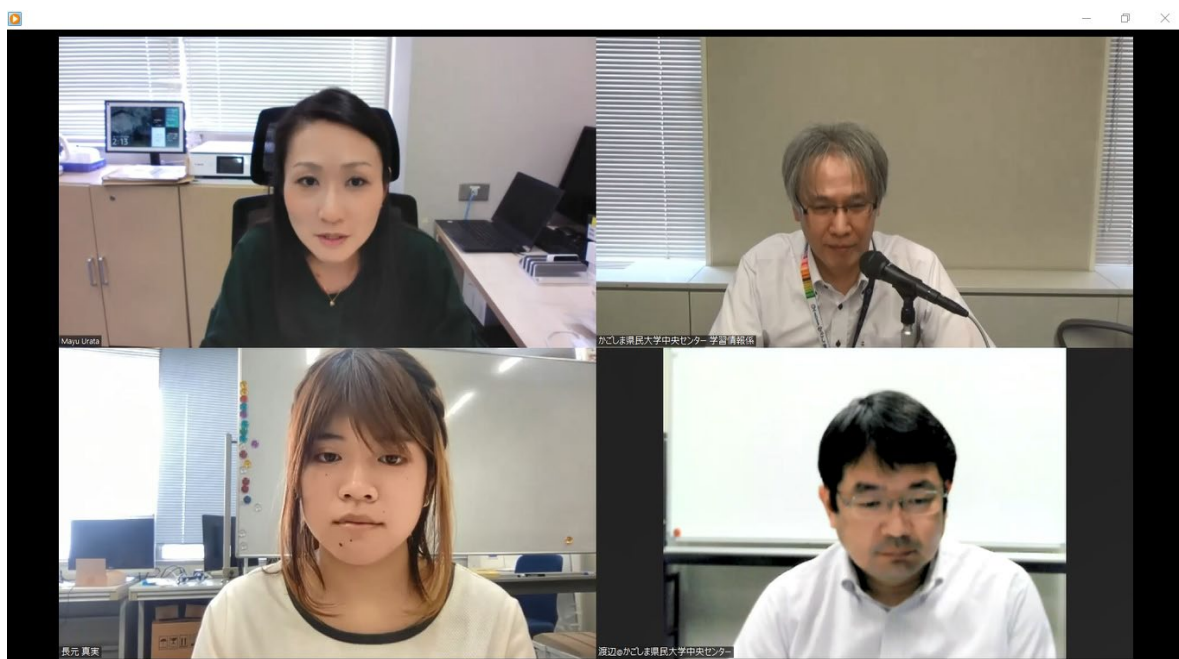 2:15
Mayu Urata
かごしま県民大学中央センター 学習情報係
長元 真実
渡辺@かごしま県民大学中央センター